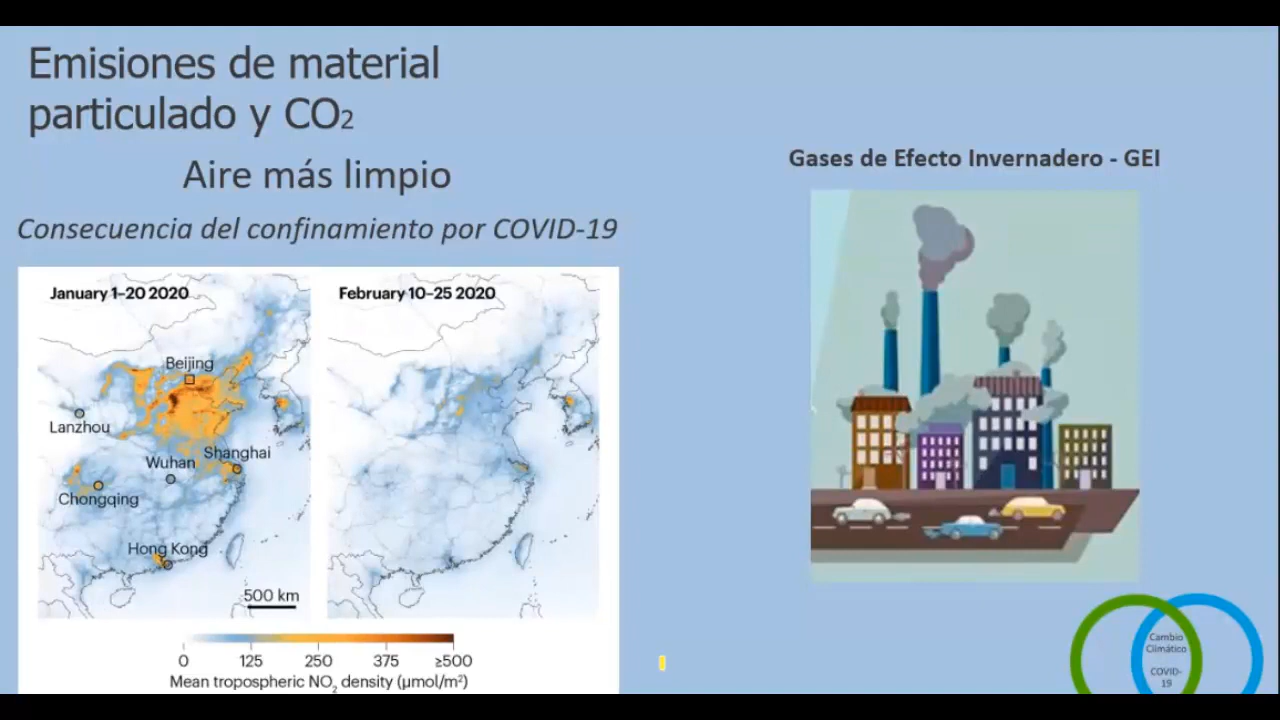 Emisiones de material
particulado y CO₂
Aire más limpio
Consecuencia del confinamiento por COVID-19
January 1–20 2020
Beijing
Lanzhou
Shanghai
Wuhan
Chongqing
Hong Kong
500 km
February 10–25 2020
0 125 250 375 ≥500
Mean tropospheric NO₂ density (μmol/m²)
Gases de Efecto Invernadero - GEI
Cambio
Climático
COVID-
19